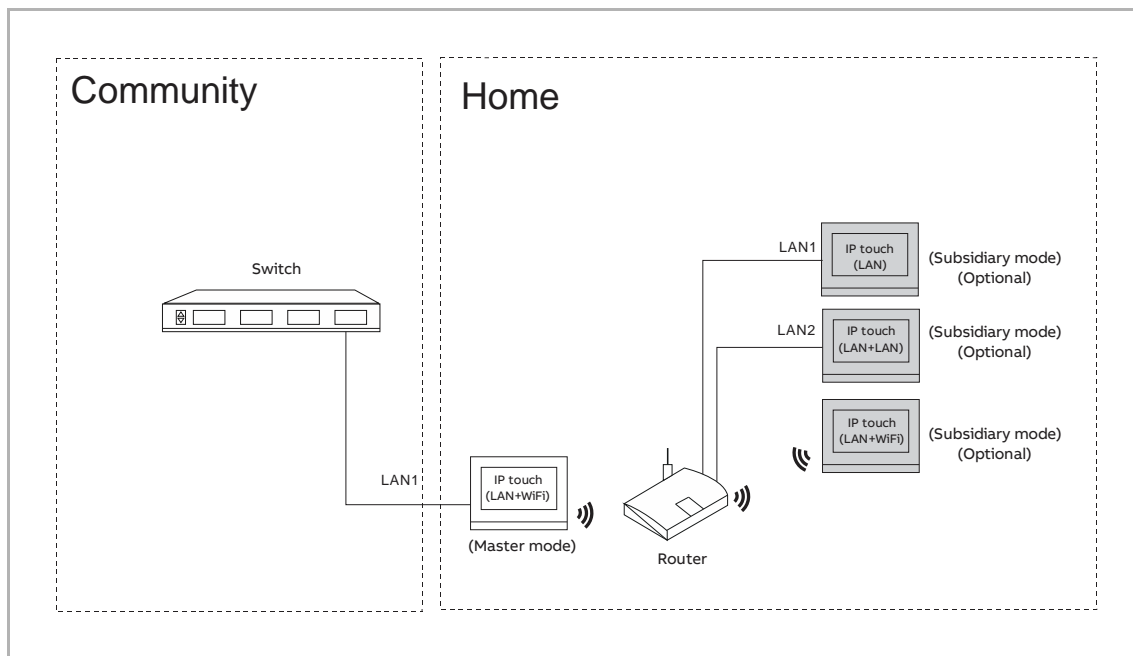 Community
Home
Switch
LAN1
IP touch
(LAN+WiFi)
(Master mode)
Router
LAN1
IP touch
(LAN)
(Subsidiary mode)
(Optional)
LAN2
IP touch
(LAN+LAN)
(Subsidiary mode)
(Optional)
IP touch
(LAN+WiFi)
(Subsidiary mode)
(Optional)